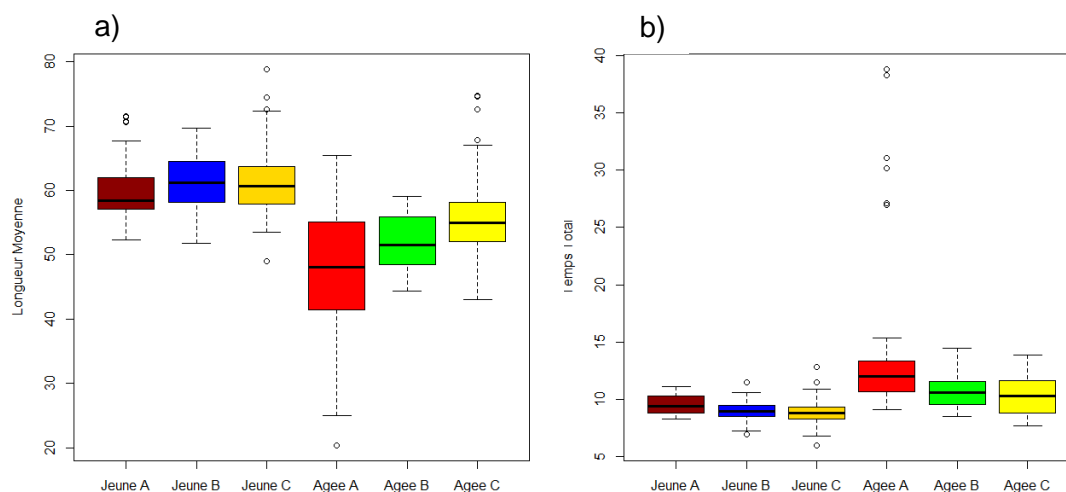 a)
Longueur Moyenne
80
70
60
50
40
30
20
Jeune A Jeune B Jeune C Agee A Agee B Agee C
b)
Temps Total
40
35
30
25
20
15
10
5
Jeune A Jeune B Jeune C Agee A Agee B Agee C